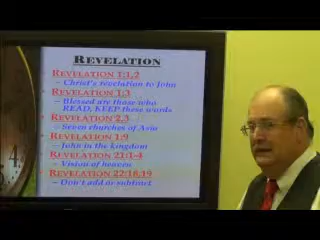 REVELATION
REVELATION 1:1,2
– Christ's revelation to John
REVELATION 1:3
– Blessed are those who
READ, KEEP these words
REVELATION 2,3
– Seven churches of Asia
REVELATION 1:9
– John in the kingdom
REVELATION 21:1-4
– Vision of heaven
REVELATION 22:18,19
– Don't add or subtract
4